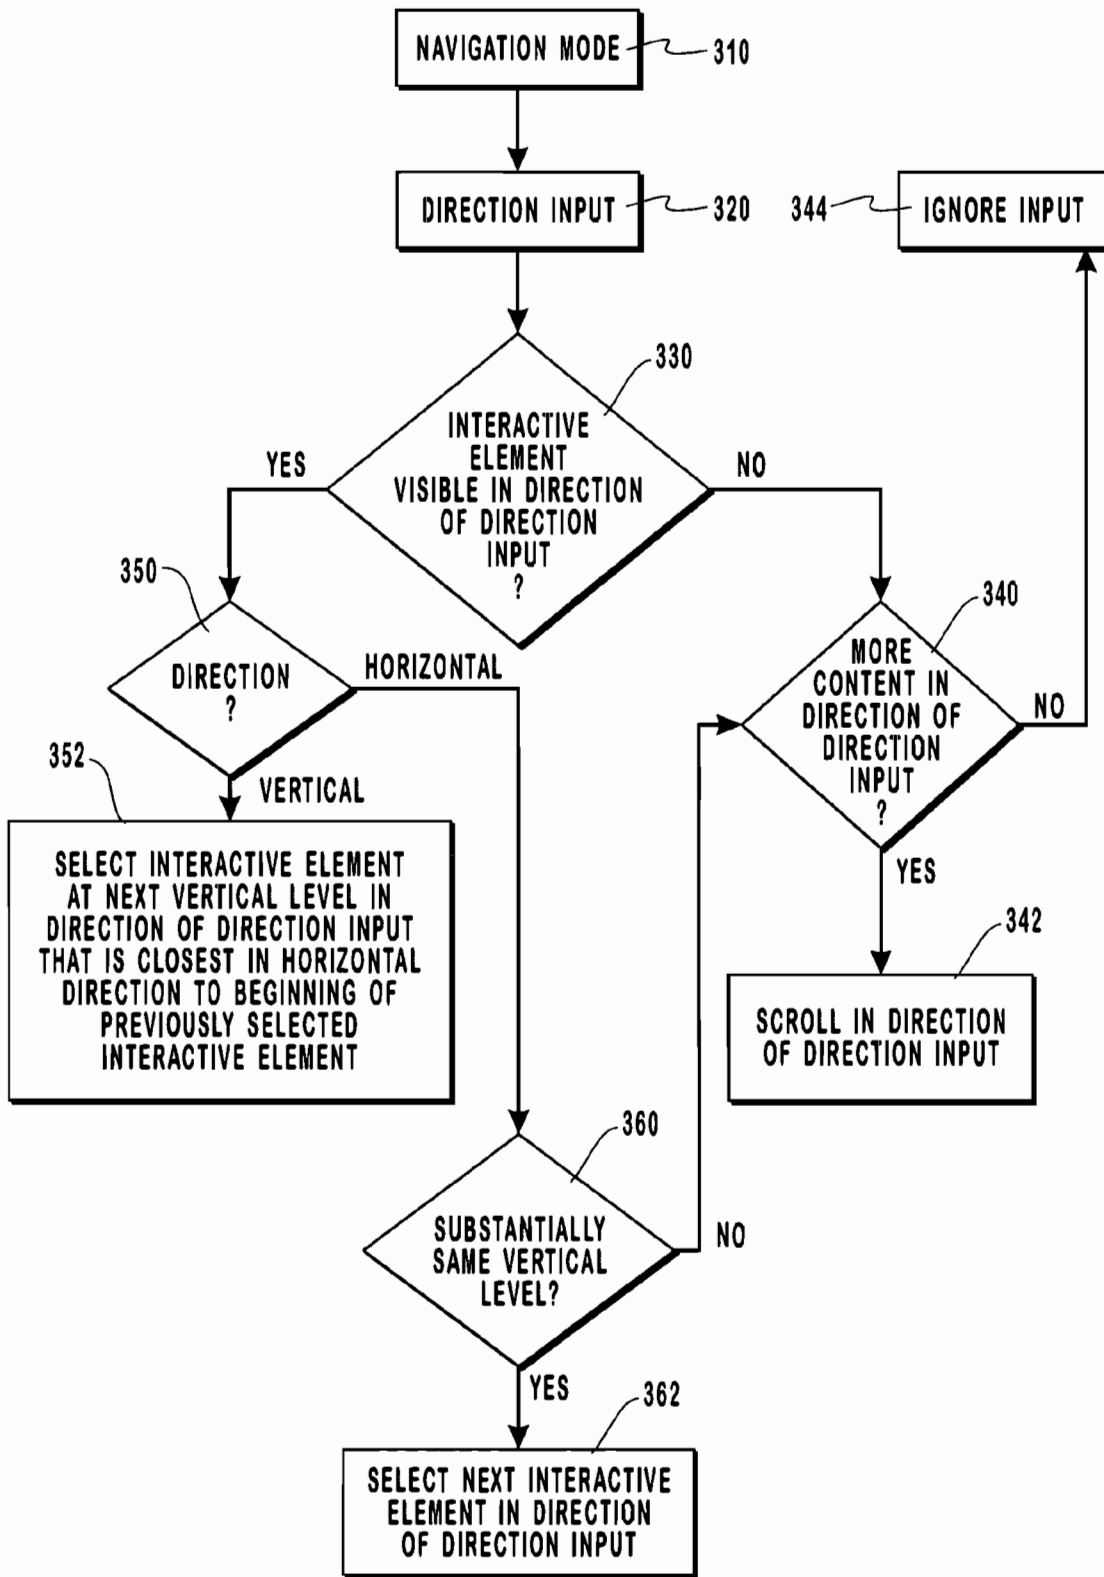 NAVIGATION MODE
310
DIRECTION INPUT
320
344
IGNORE INPUT
330
INTERACTIVE
ELEMENT
VISIBLE IN DIRECTION
OF DIRECTION
INPUT
?
YES
NO
350
DIRECTION
?
HORIZONTAL
VERTICAL
340
MORE
CONTENT IN
DIRECTION OF
DIRECTION
INPUT
?
NO
YES
352
SELECT INTERACTIVE ELEMENT
AT NEXT VERTICAL LEVEL IN
DIRECTION OF DIRECTION INPUT
THAT IS CLOSEST IN HORIZONTAL
DIRECTION TO BEGINNING OF
PREVIOUSLY SELECTED
INTERACTIVE ELEMENT
342
SCROLL IN DIRECTION
OF DIRECTION INPUT
360
SUBSTANTIALLY
SAME VERTICAL
LEVEL?
NO
YES
362
SELECT NEXT INTERACTIVE
ELEMENT IN DIRECTION
OF DIRECTION INPUT